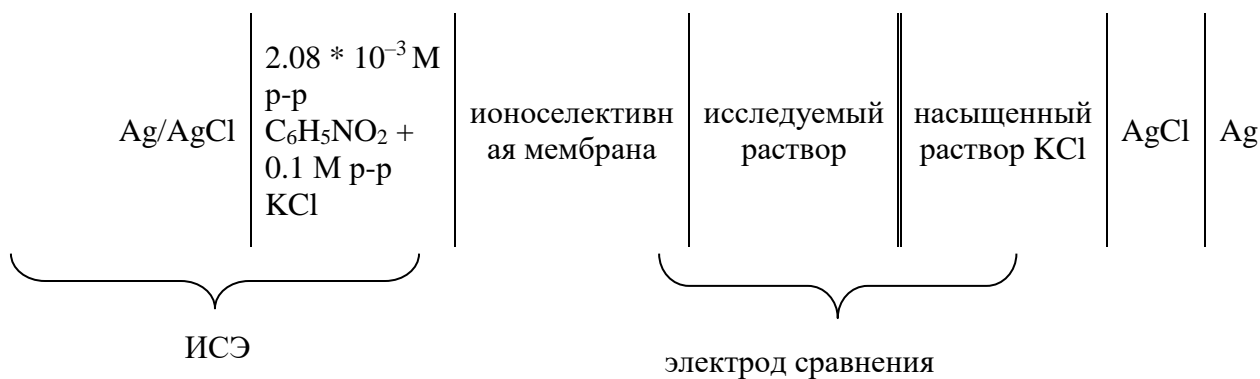 Ag/AgCl
2.08 * 10⁻³ М
р-р
C₆H₅NO₂ +
0.1 М р-р
KCl
ионоселективн
ая мембрана
исследуемый
раствор
насыщенный
раствор KCl
AgCl
Ag
ИСЭ
электрод сравнения